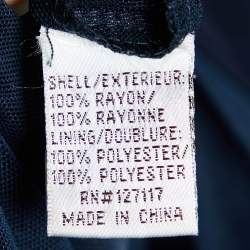 SHELL/EXTERIEUR:
100% RAYON/
100% RAYONNE
LINING/DOUBLURE:
100% POLYESTER/
100% POLYESTER
RN#127117
MADE IN CHINA